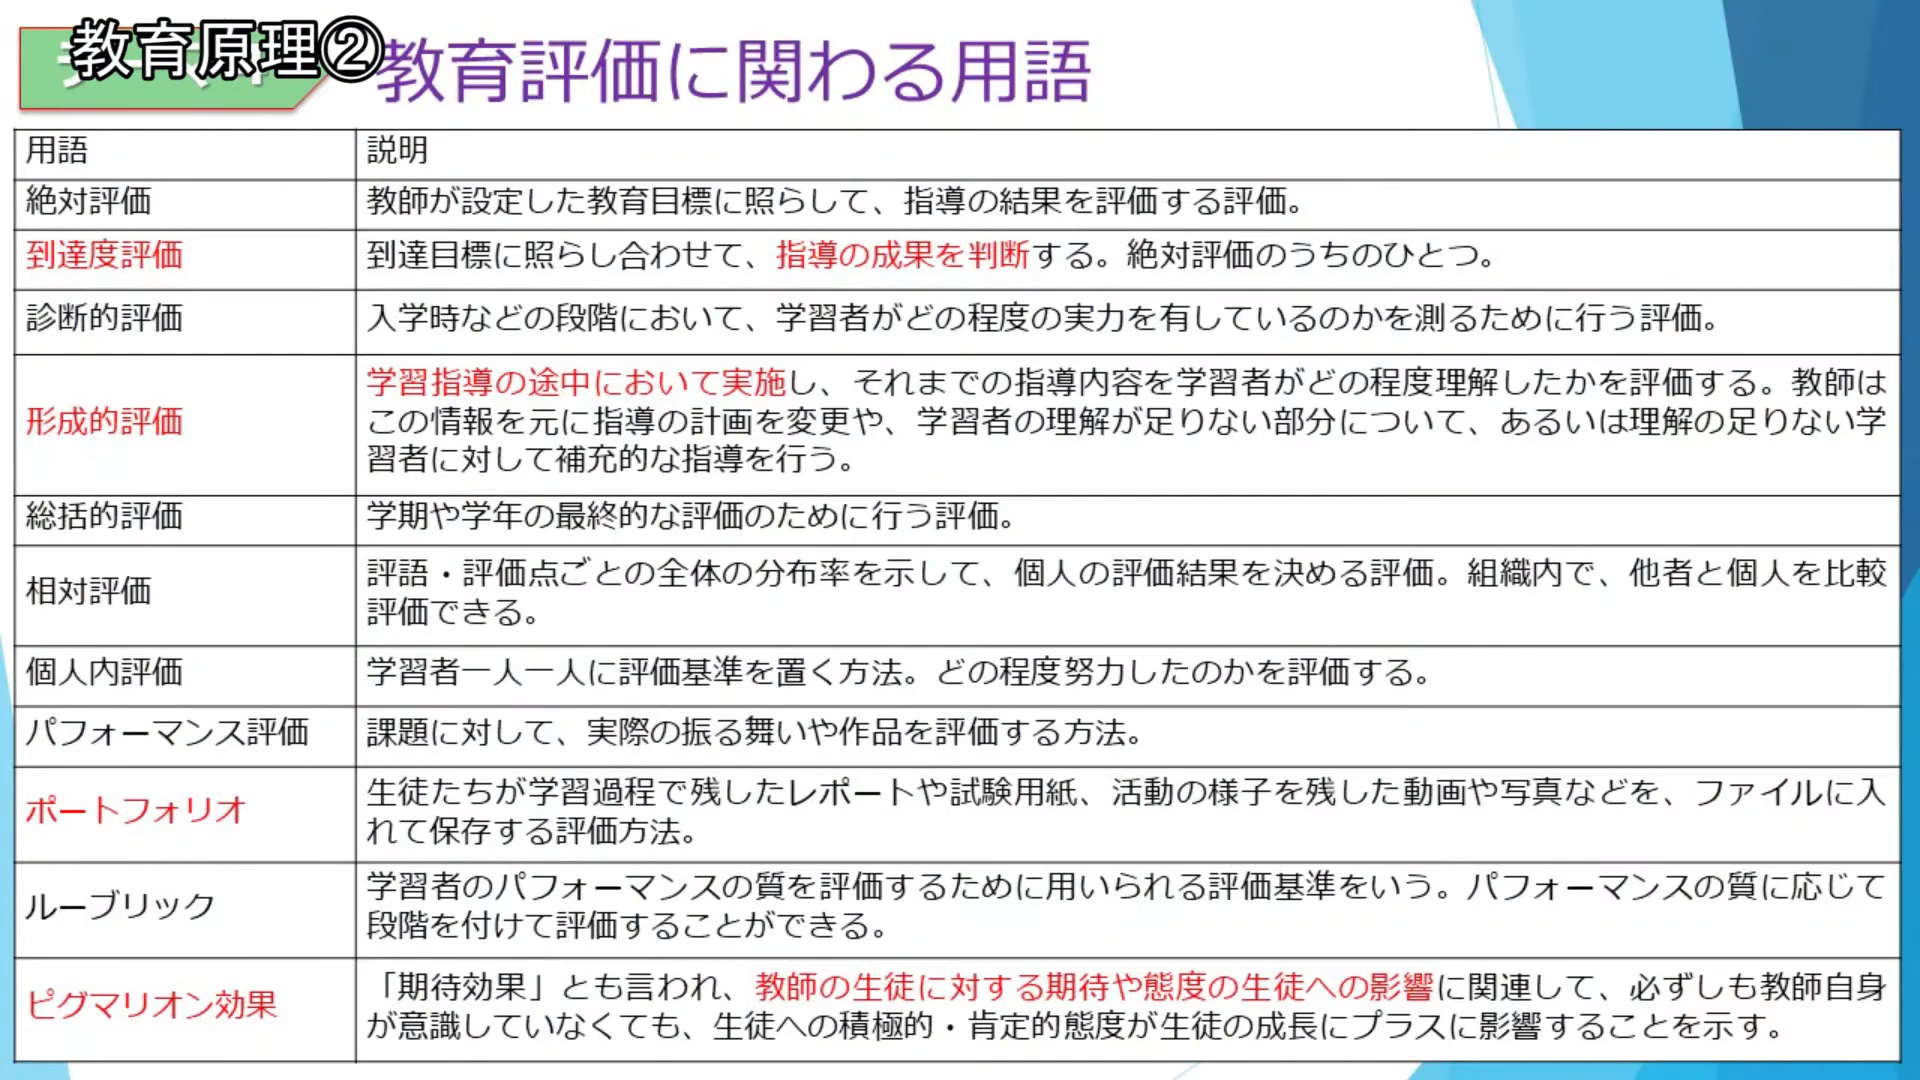 教育原理②
教育評価に関わる用語
用語
説明
絶対評価
教師が設定した教育目標に照らして、指導の結果を評価する評価。
到達度評価
到達目標に照らし合わせて、指導の成果を判断する。絶対評価のうちのひとつ。
診断的評価
入学時などの段階において、学習者がどの程度の実力を有しているのかを測るために行う評価。
形成的評価
学習指導の途中において実施し、それまでの指導内容を学習者がどの程度理解したかを評価する。教師は
この情報を元に指導の計画を変更や、学習者の理解が足りない部分について、あるいは理解の足りない学
習者に対して補充的な指導を行う。
総括的評価
学期や学年の最終的な評価のために行う評価。
相対評価
評語・評価点ごとの全体の分布率を示して、個人の評価結果を決める評価。組織内で、他者と個人を比較
評価できる。
個人内評価
学習者一人一人に評価基準を置く方法。どの程度努力したのかを評価する。
パフォーマンス評価
課題に対して、実際の振る舞いや作品を評価する方法。
ポートフォリオ
生徒たちが学習過程で残したレポートや試験用紙、活動の様子を残した動画や写真などを、ファイルに入
れて保存する評価方法。
ルーブリック
学習者のパフォーマンスの質を評価するために用いられる評価基準をいう。パフォーマンスの質に応じて
段階を付けて評価することができる。
ピグマリオン効果
「期待効果」とも言われ、教師の生徒に対する期待や態度の生徒への影響に関連して、必ずしも教師自身
が意識していなくても、生徒への積極的・肯定的態度が生徒の成長にプラスに影響することを示す。